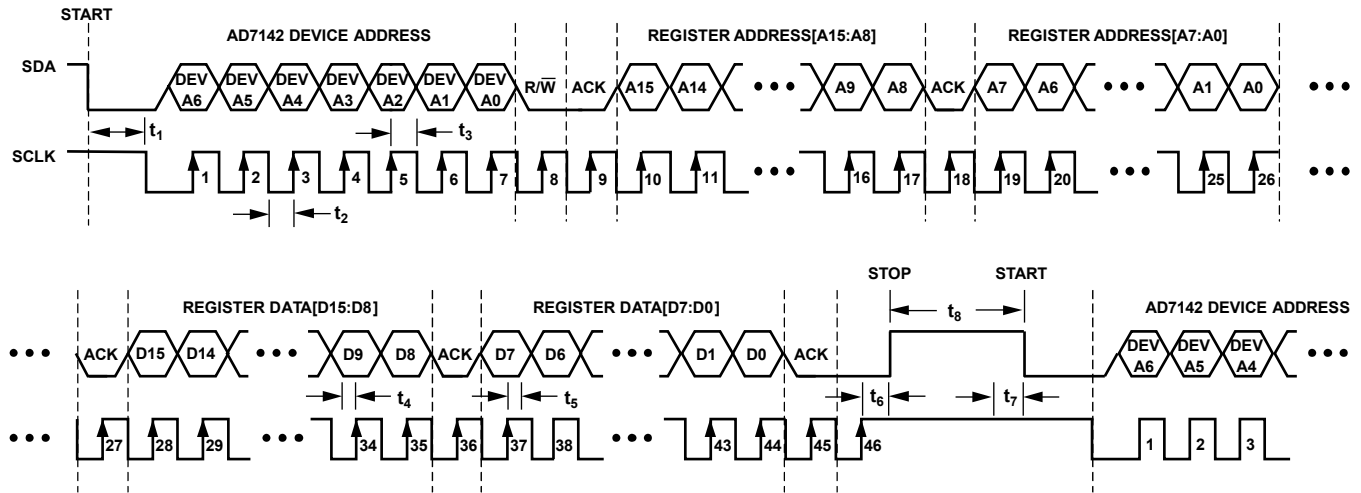 START
AD7142 DEVICE ADDRESS
REGISTER ADDRESS[A15:A8]
REGISTER ADDRESS[A7:A0]
SDA
DEV A6
DEV A5
DEV A4
DEV A3
DEV A2
DEV A1
DEV A0
R/W̅
ACK
A15
A14
A9
A8
ACK
A7
A6
A1
A0
t1
t3
SCLK
1
2
3
4
5
6
7
8
9
10
11
16
17
18
19
20
25
26
t2
STOP
START
REGISTER DATA[D15:D8]
REGISTER DATA[D7:D0]
t8
AD7142 DEVICE ADDRESS
ACK
D15
D14
D9
D8
ACK
D7
D6
D1
D0
ACK
DEV A6
DEV A5
DEV A4
t4
t5
t6
t7
27
28
29
34
35
36
37
38
43
44
45
46
1
2
3